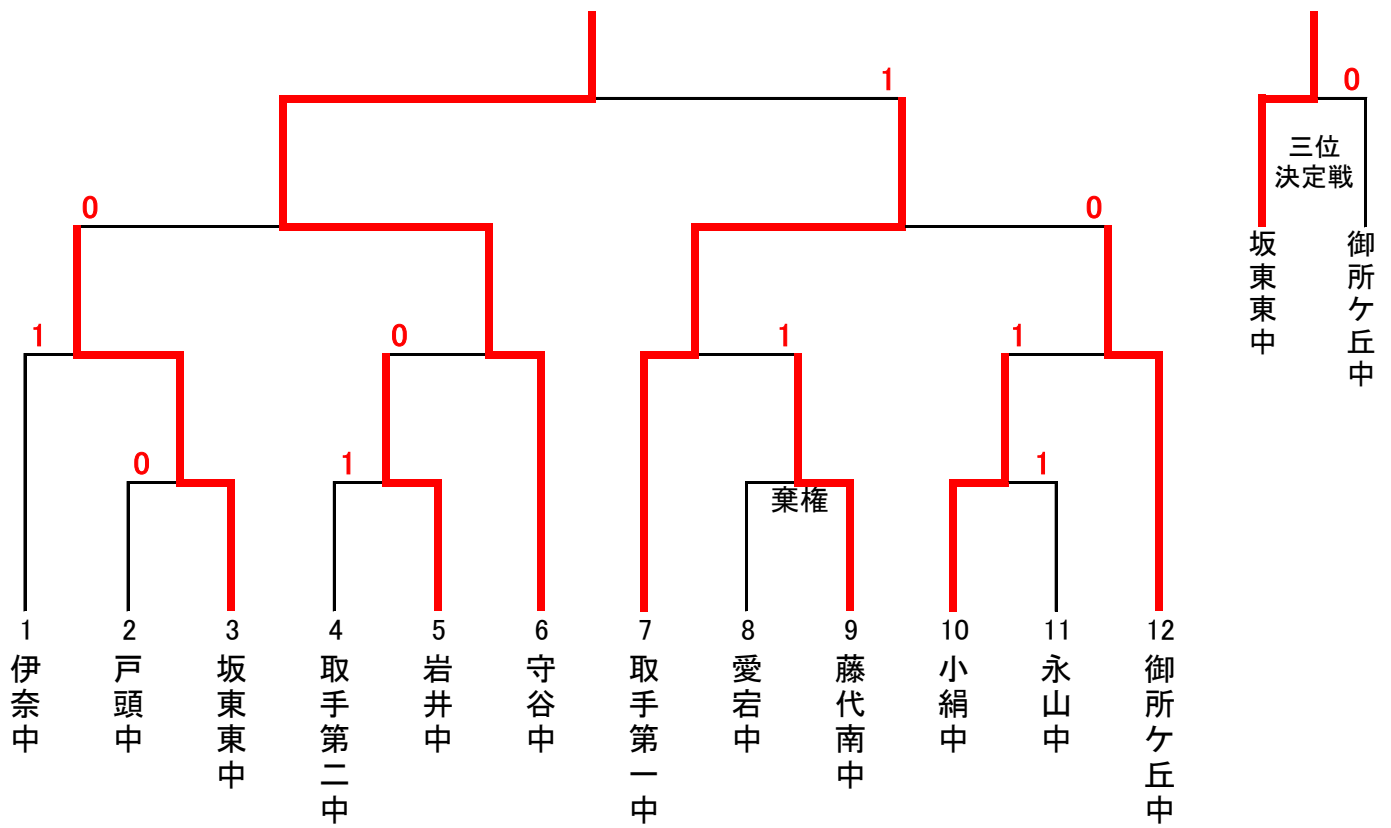 1
0
三位
決定戦
0
0
坂東東中
御所ケ丘中
1
0
1
1
0
1
1
棄権
1
2
3
4
5
6
7
8
9
10
11
12
伊奈中
戸頭中
坂東東中
取手第二中
岩井中
守谷中
取手第一中
愛宕中
藤代南中
小絹中
永山中
御所ケ丘中